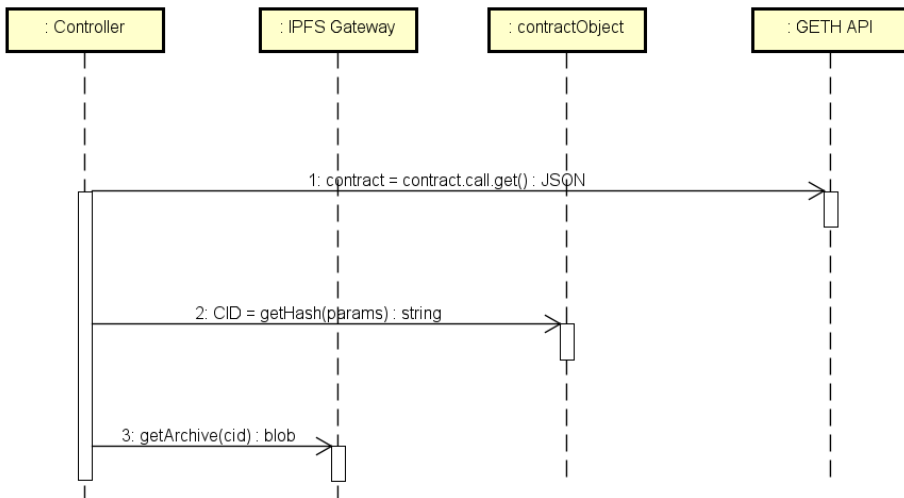 : Controller
: IPFS Gateway
: contractObject
: GETH API
1: contract = contract.call.get() : JSON
2: CID = getHash(params) : string
3: getArchive(cid) : blob